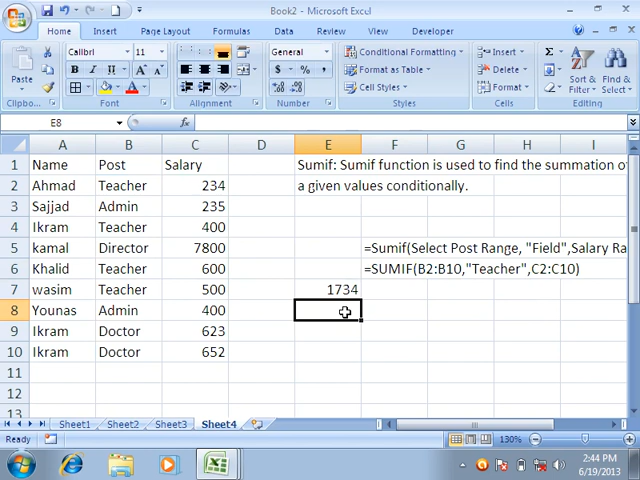 Book2 - Microsoft Excel
Home Insert Page Layout Formulas Data Review View Developer
Paste Calibri 11 General Conditional Formatting Insert
B I U A A $ % , Format as Table Delete Sort & Find &
A Cell Styles Format Filter Select
Clipboa... Font Alignment Number Styles Cells Editing
E8 fx
A B C D E F G H I
1 Name Post Salary Sumif: Sumif function is used to find the summation of
2 Ahmad Teacher 234 a given values conditionally.
3 Sajjad Admin 235
4 Ikram Teacher 400
5 kamal Director 7800 =Sumif(Select Post Range, "Field",Salary Ra
6 Khalid Teacher 600 =SUMIF(B2:B10,"Teacher",C2:C10)
7 wasim Teacher 500 1734
8 Younas Admin 400
9 Ikram Doctor 623
10 Ikram Doctor 652
11
12
13
Sheet1 Sheet2 Sheet3 Sheet4
Ready 130%
2:44 PM
6/19/2013